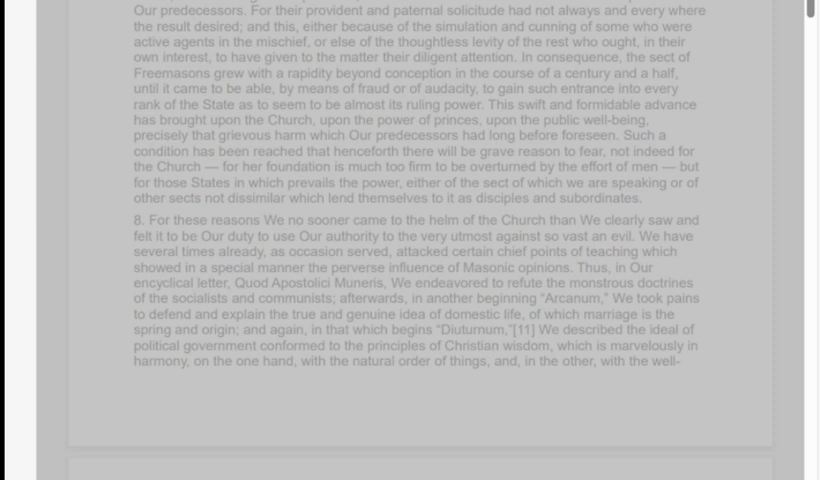 Our predecessors. For their provident and paternal solicitude had not always and every where
the result desired; and this, either because of the simulation and cunning of some who were
active agents in the mischief, or else of the thoughtless levity of the rest who ought, in their
own interest, to have given to the matter their diligent attention. In consequence, the sect of
Freemasons grew with a rapidity beyond conception in the course of a century and a half,
until it came to be able, by means of fraud or of audacity, to gain such entrance into every
rank of the State as to seem to be almost its ruling power. This swift and formidable advance
has brought upon the Church, upon the power of princes, upon the public well-being,
precisely that grievous harm which Our predecessors had long before foreseen. Such a
condition has been reached that henceforth there will be grave reason to fear, not indeed for
the Church — for her foundation is much too firm to be overturned by the effort of men — but
for those States in which prevails the power, either of the sect of which we are speaking or of
other sects not dissimilar which lend themselves to it as disciples and subordinates.
8. For these reasons We no sooner came to the helm of the Church than We clearly saw and
felt it to be Our duty to use Our authority to the very utmost against so vast an evil. We have
several times already, as occasion served, attacked certain chief points of teaching which
showed in a special manner the perverse influence of Masonic opinions. Thus, in Our
encyclical letter, Quod Apostolici Muneris, We endeavored to refute the monstrous doctrines
of the socialists and communists; afterwards, in another beginning “Arcanum,” We took pains
to defend and explain the true and genuine idea of domestic life, of which marriage is the
spring and origin; and again, in that which begins “Diuturnum,”[11] We described the ideal of
political government conformed to the principles of Christian wisdom, which is marvelously in
harmony, on the one hand, with the natural order of things, and, in the other, with the well-